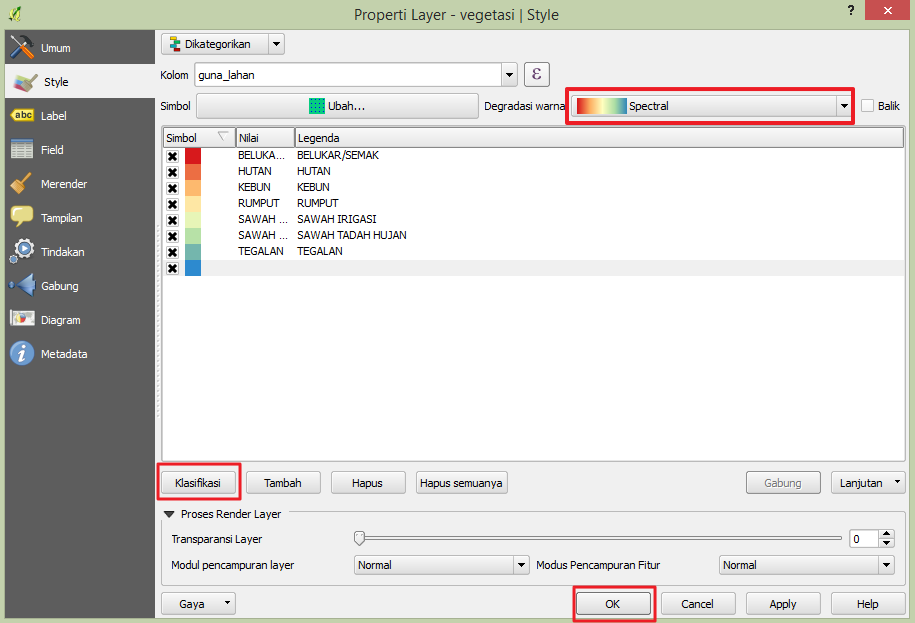 Properti Layer - vegetasi | Style
?
Umum
Style
abc Label
Field
Merender
Tampilan
Tindakan
Gabung
Diagram
Metadata
Dikategorikan
Kolom guna_lahan ε
Simbol Ubah... Degradasi warna Spectral Balik
Simbol Nilai Legenda
BELUKA... BELUKAR/SEMAK
HUTAN HUTAN
KEBUN KEBUN
RUMPUT RUMPUT
SAWAH ... SAWAH IRIGASI
SAWAH ... SAWAH TADAH HUJAN
TEGALAN TEGALAN
Klasifikasi Tambah Hapus Hapus semuanya Gabung Lanjutan
Proses Render Layer
Transparansi Layer 0
Modul pencampuran layer Normal Modus Pencampuran Fitur Normal
Gaya OK Cancel Apply Help